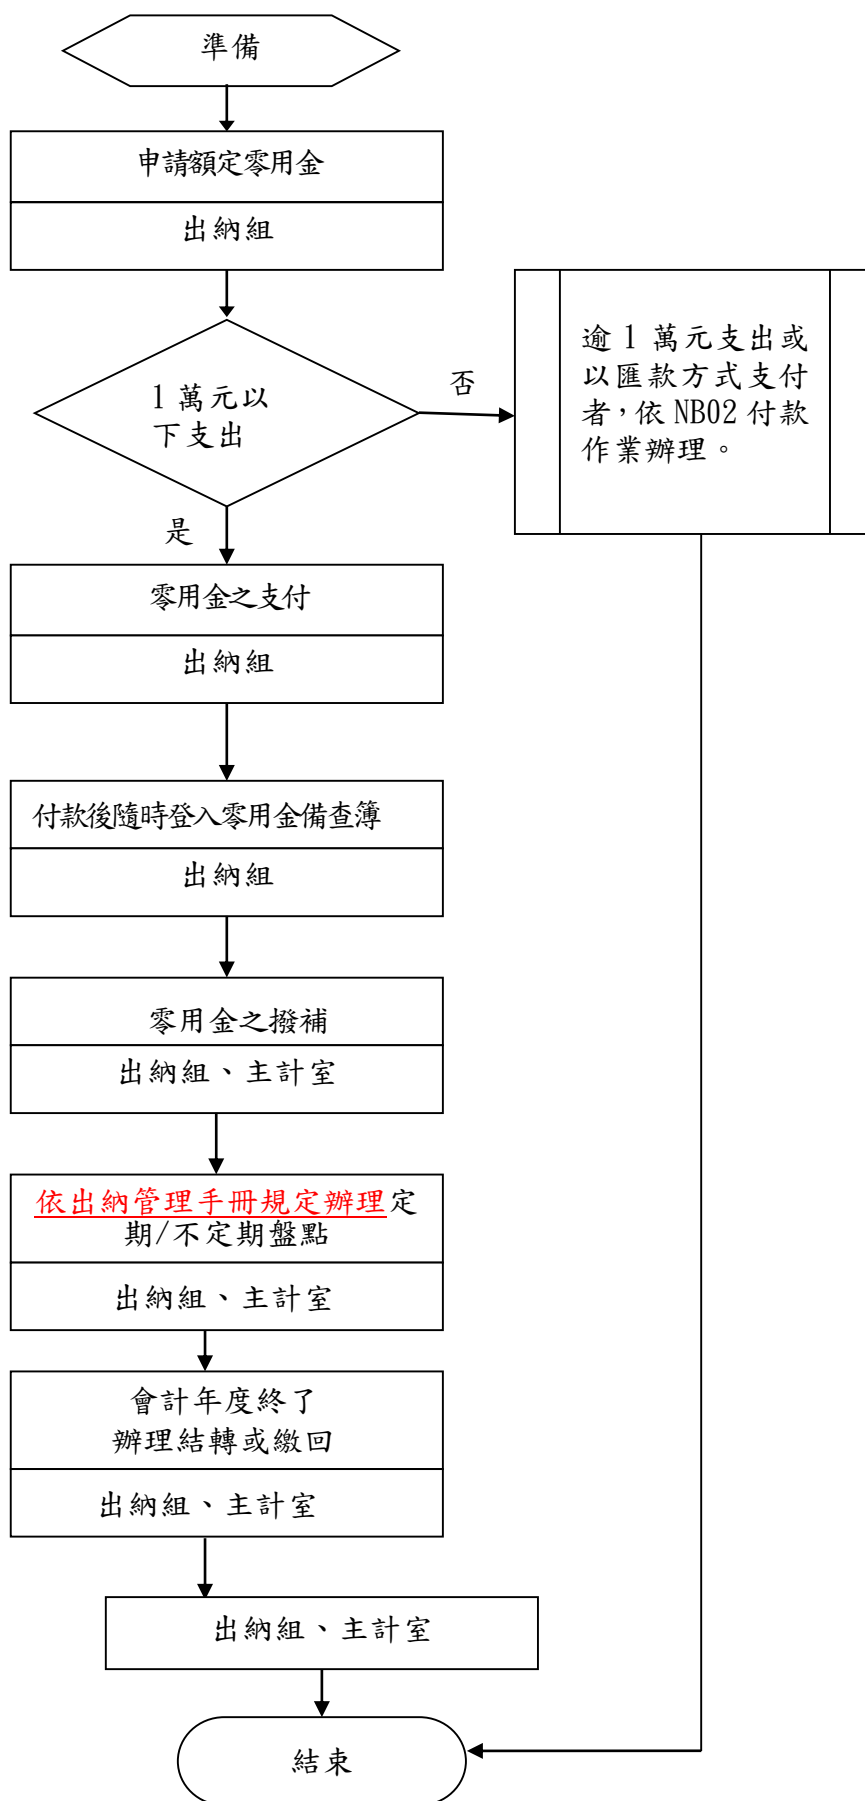 準備
申請額定零用金
出納組
1 萬元以
下支出
否
逾 1 萬元支出或
以匯款方式支付
者，依 NB02 付款
作業辦理。
是
零用金之支付
出納組
付款後隨時登入零用金備查簿
出納組
零用金之撥補
出納組、主計室
依出納管理手冊規定辦理定
期/不定期盤點
出納組、主計室
會計年度終了
辦理結轉或繳回
出納組、主計室
出納組、主計室
結束